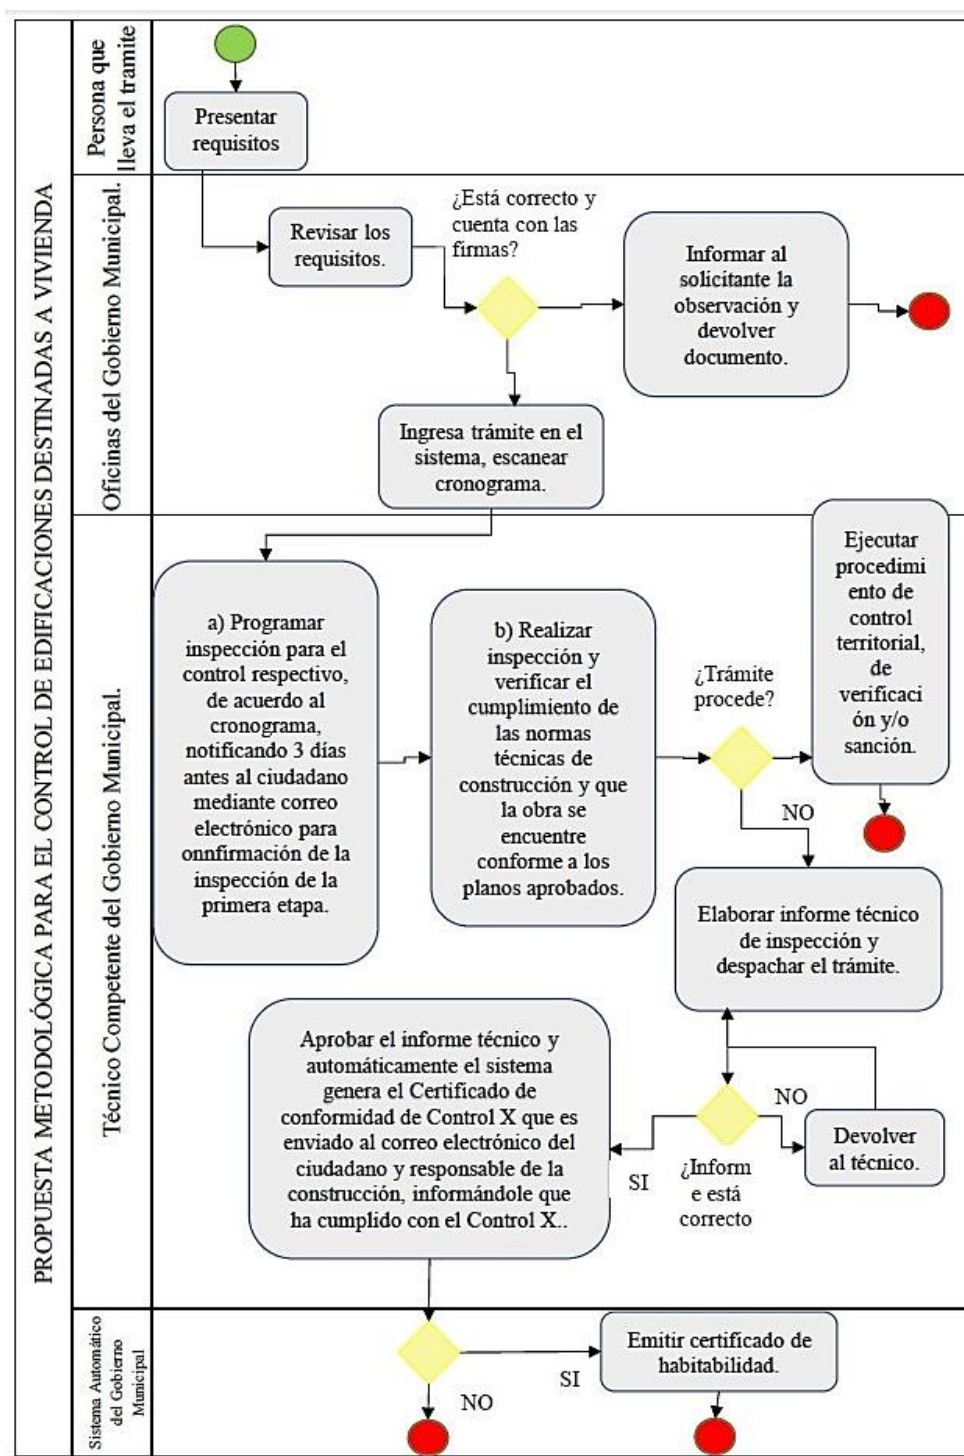 PROPUESTA METODOLÓGICA PARA EL CONTROL DE EDIFICACIONES DESTINADAS A VIVIENDA
Persona que
lleva el tramite
Presentar
requisitos
Oficinas del Gobierno Municipal.
Revisar los
requisitos.
¿Está correcto y
cuenta con las
firmas?
Informar al
solicitante la
observación y
devolver
documento.
Ingresa trámite en el
sistema, escanear
cronograma.
Técnico Competente del Gobierno Municipal.
a) Programar
inspección para el
control respectivo,
de acuerdo al
cronograma,
notificando 3 días
antes al ciudadano
mediante correo
electrónico para
onnfirmación de la
inspección de la
primera etapa.
b) Realizar
inspección y
verificar el
cumplimiento de
las normas
técnicas de
construcción y que
la obra se
encuentre
conforme a los
planos aprobados.
¿Trámite
procede?
Ejecutar
procedimi
ento de
control
territorial,
de
verificaci
ón y/o
sanción.
NO
Elaborar informe técnico
de inspección y
despachar el trámite.
Aprobar el informe técnico y
automáticamente el sistema
genera el Certificado de
conformidad de Control X que es
enviado al correo electrónico del
ciudadano y responsable de la
construcción, informándole que
ha cumplido con el Control X..
SI
¿Inform
e está
correcto
NO
Devolver
al técnico.
Sistema Automático
del Gobierno
Municipal
NO
SI
Emitir certificado de
habitabilidad.